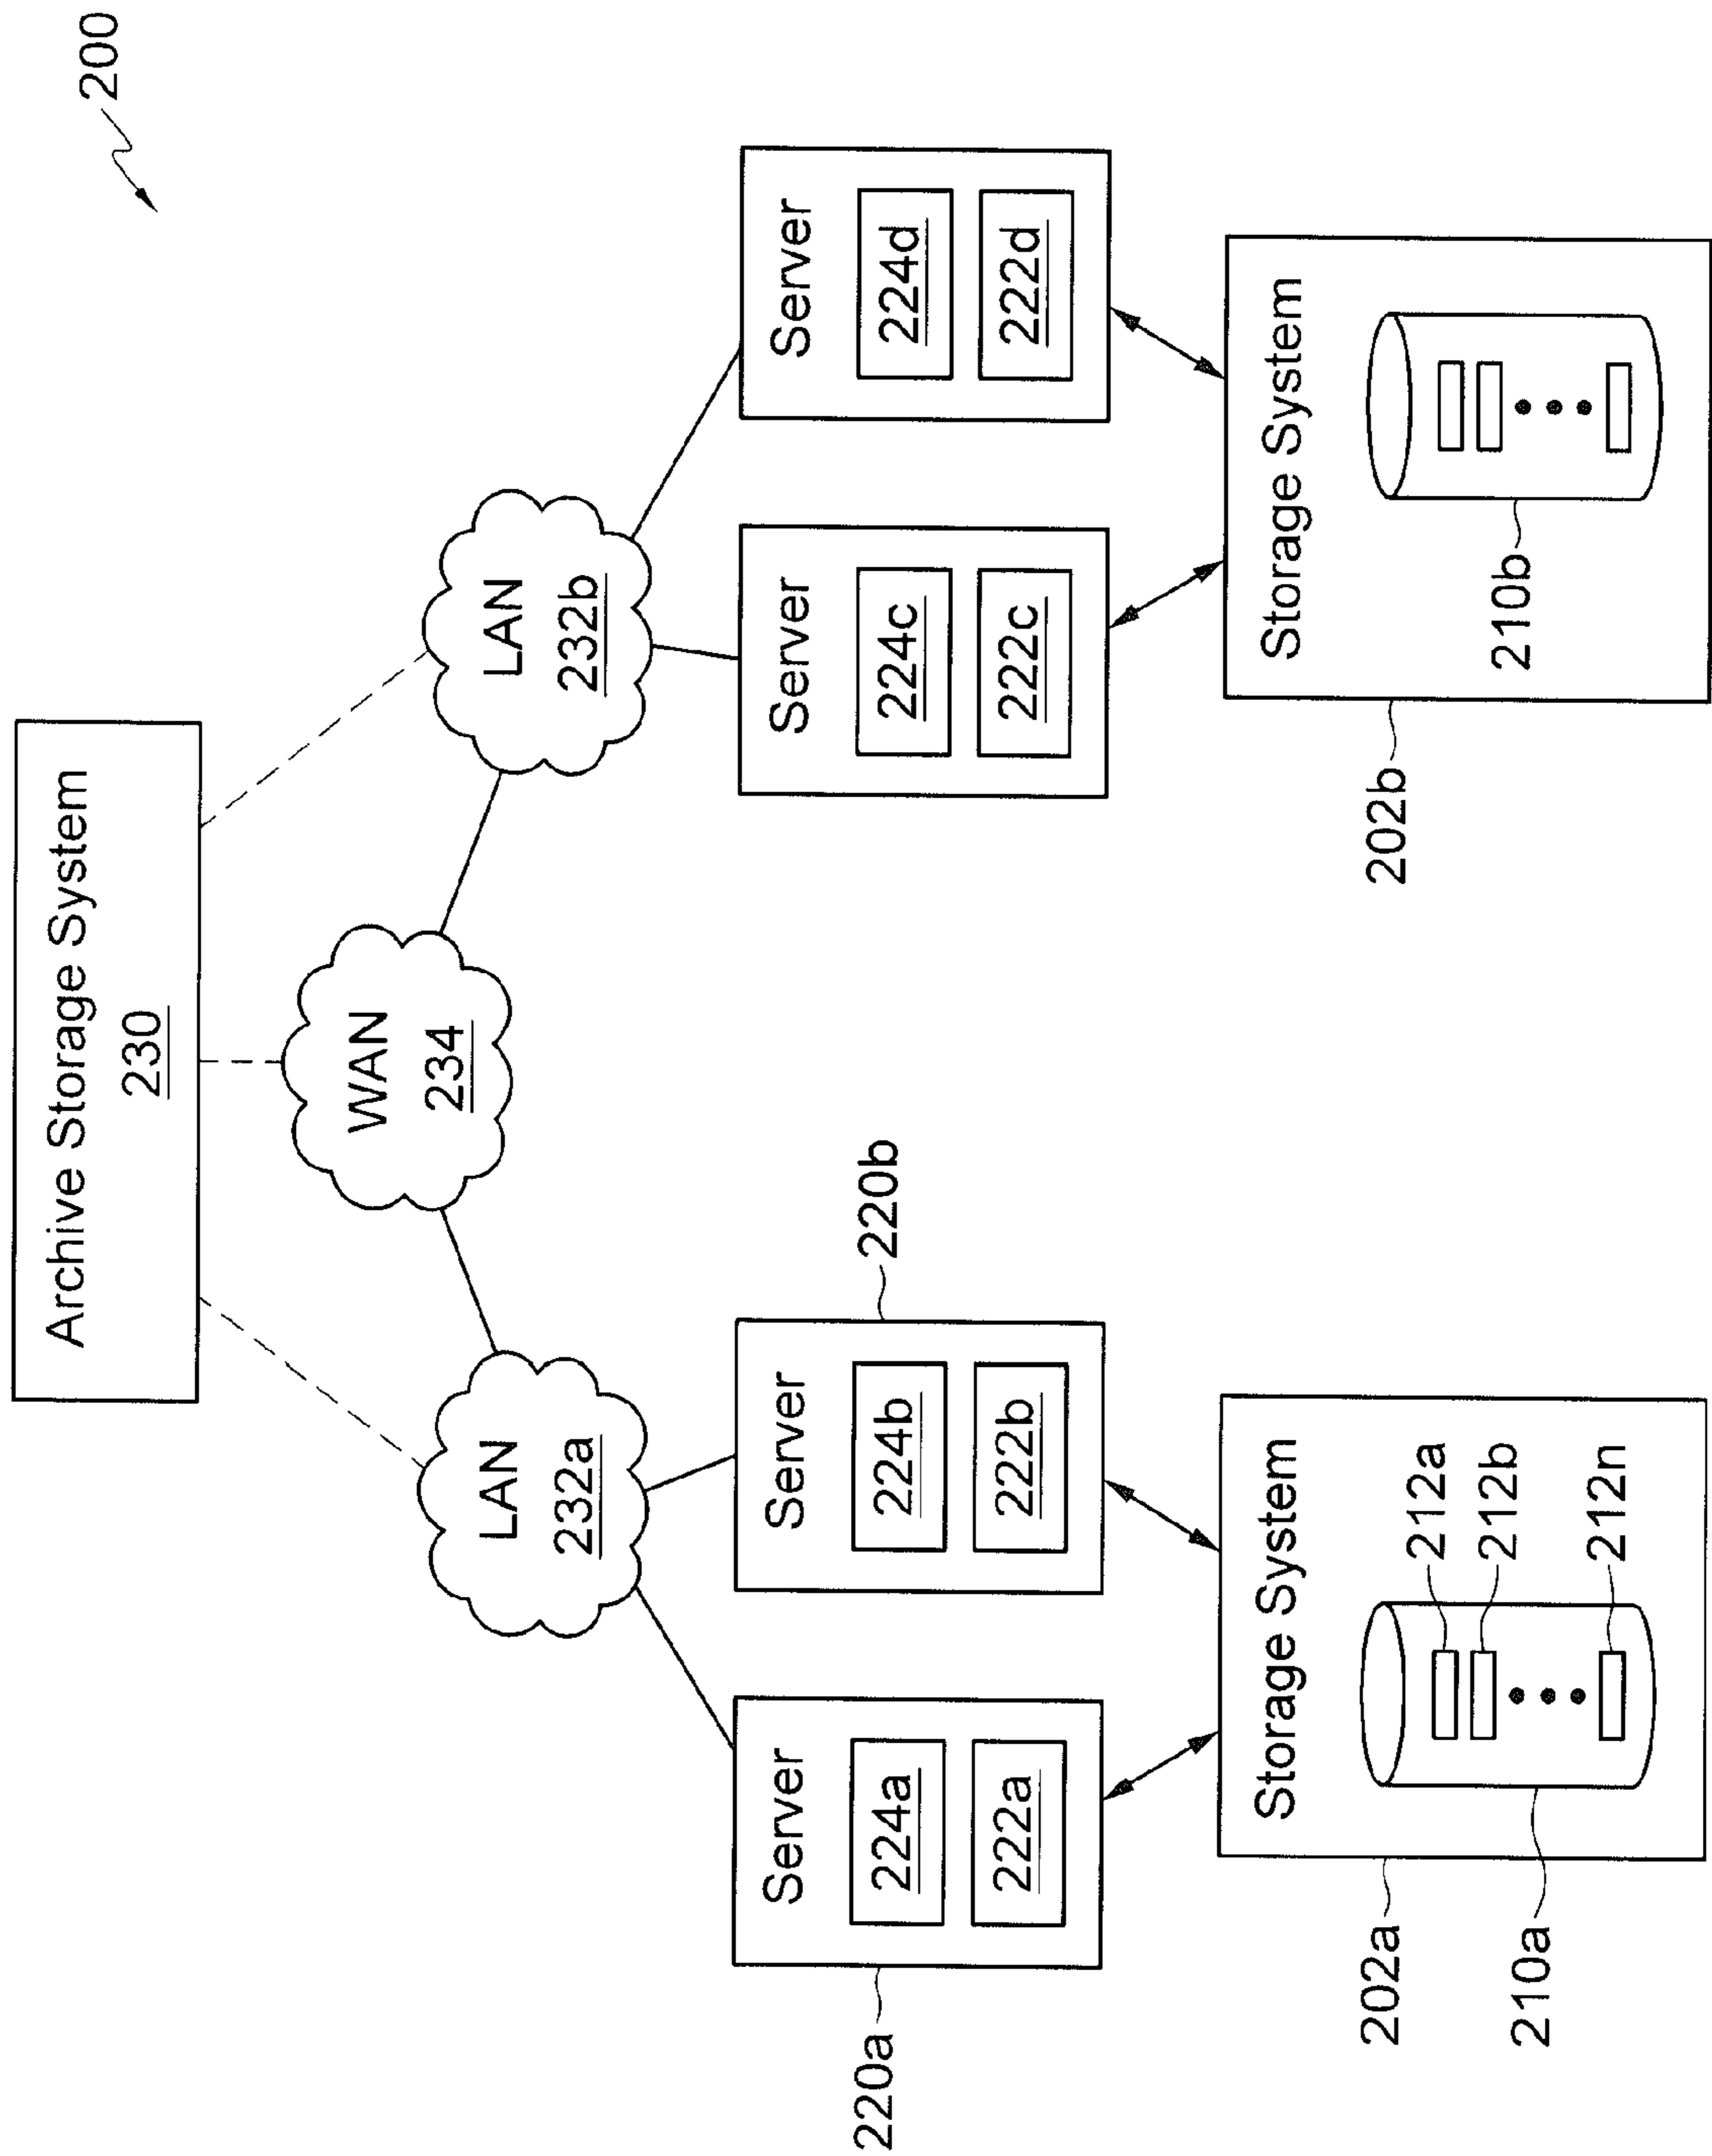 200
Archive Storage System
230
WAN
234
LAN
232a
LAN
232b
220a
Server
224a
222a
220b
Server
224b
222b
Server
224c
222c
Server
224d
222d
202a
Storage System
210a
212a
212b
212n
202b
Storage System
210b